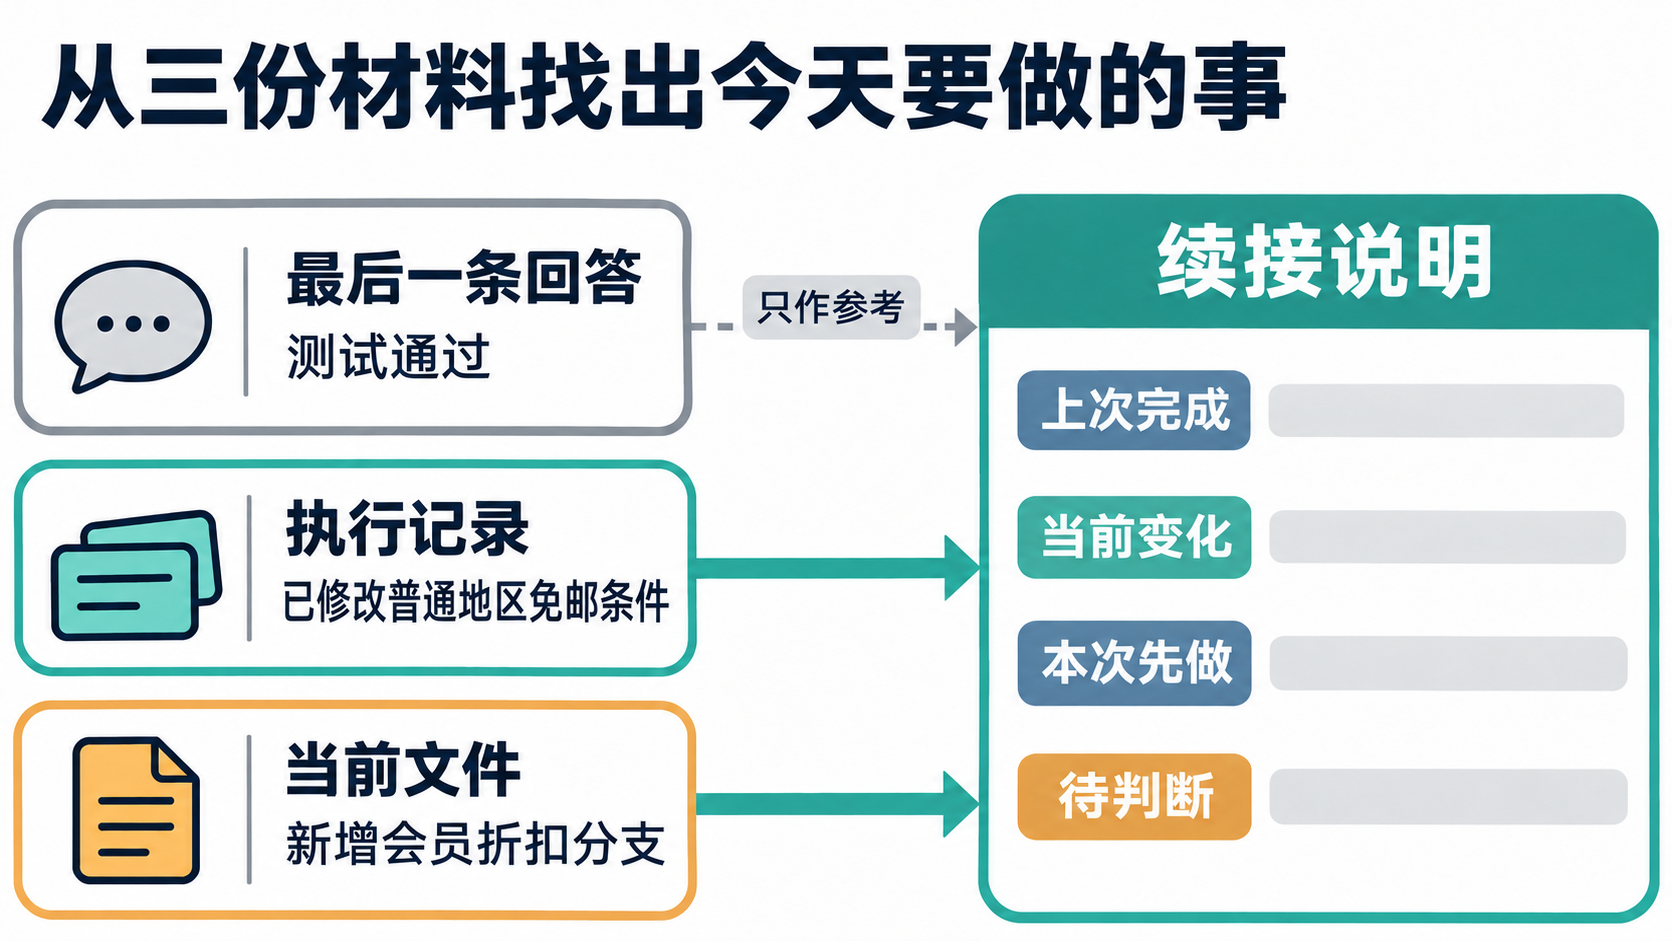 从三份材料找出今天要做的事
最后一条回答
测试通过
只作参考
执行记录
已修改普通地区免邮条件
当前文件
新增会员折扣分支
续接说明
上次完成
当前变化
本次先做
待判断